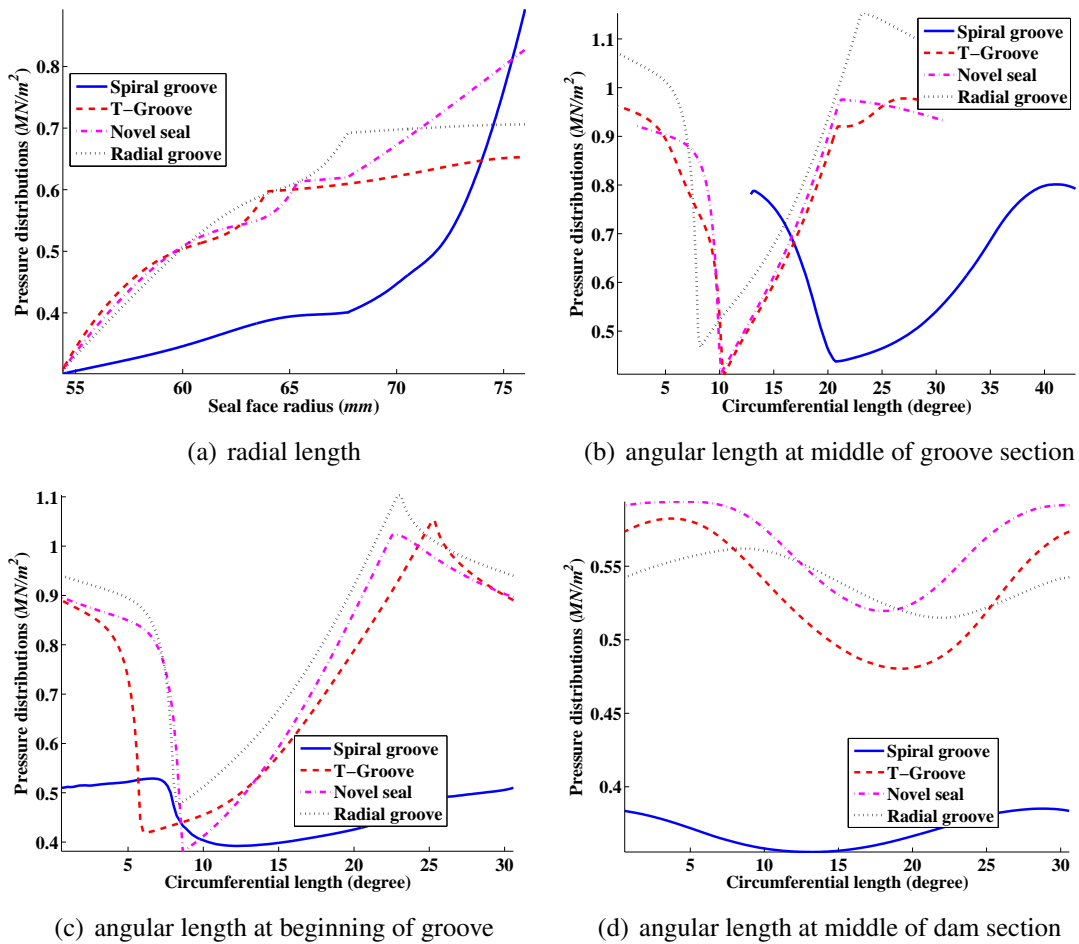 Pressure distributions (MN/m²)
0.8
0.7
0.6
0.5
0.4
Spiral groove
T−Groove
Novel seal
Radial groove
55
60
65
70
75
Seal face radius (mm)
(a) radial length
Pressure distributions (MN/m²)
1.1
1
0.9
0.8
0.7
0.6
0.5
Spiral groove
T−Groove
Novel seal
Radial groove
5
10
15
20
25
30
35
40
Circumferential length (degree)
(b) angular length at middle of groove section
Pressure distributions (MN/m²)
1.1
1
0.9
0.8
0.7
0.6
0.5
0.4
Spiral groove
T−Groove
Novel seal
Radial groove
5
10
15
20
25
30
Circumferential length (degree)
(c) angular length at beginning of groove
Pressure distributions (MN/m²)
0.55
0.5
0.45
0.4
Spiral groove
T−Groove
Novel seal
Radial groove
5
10
15
20
25
30
Circumferential length (degree)
(d) angular length at middle of dam section